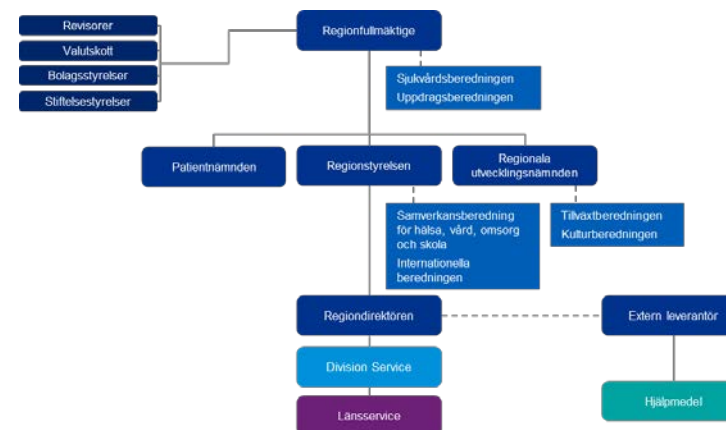 Revisorer
Valutskott
Bolagsstyrelser
Stiftelsestyrelser
Regionfullmäktige
Sjukvårdsberedningen
Uppdragsberedningen
Patientnämnden
Regionstyrelsen
Regionala
utvecklingsnämnden
Samverkansberedning
för hälsa, vård, omsorg
och skola
Internationella
beredningen
Tillväxtberedningen
Kulturberedningen
Regiondirektören
Extern leverantör
Division Service
Hjälpmedel
Länsservice